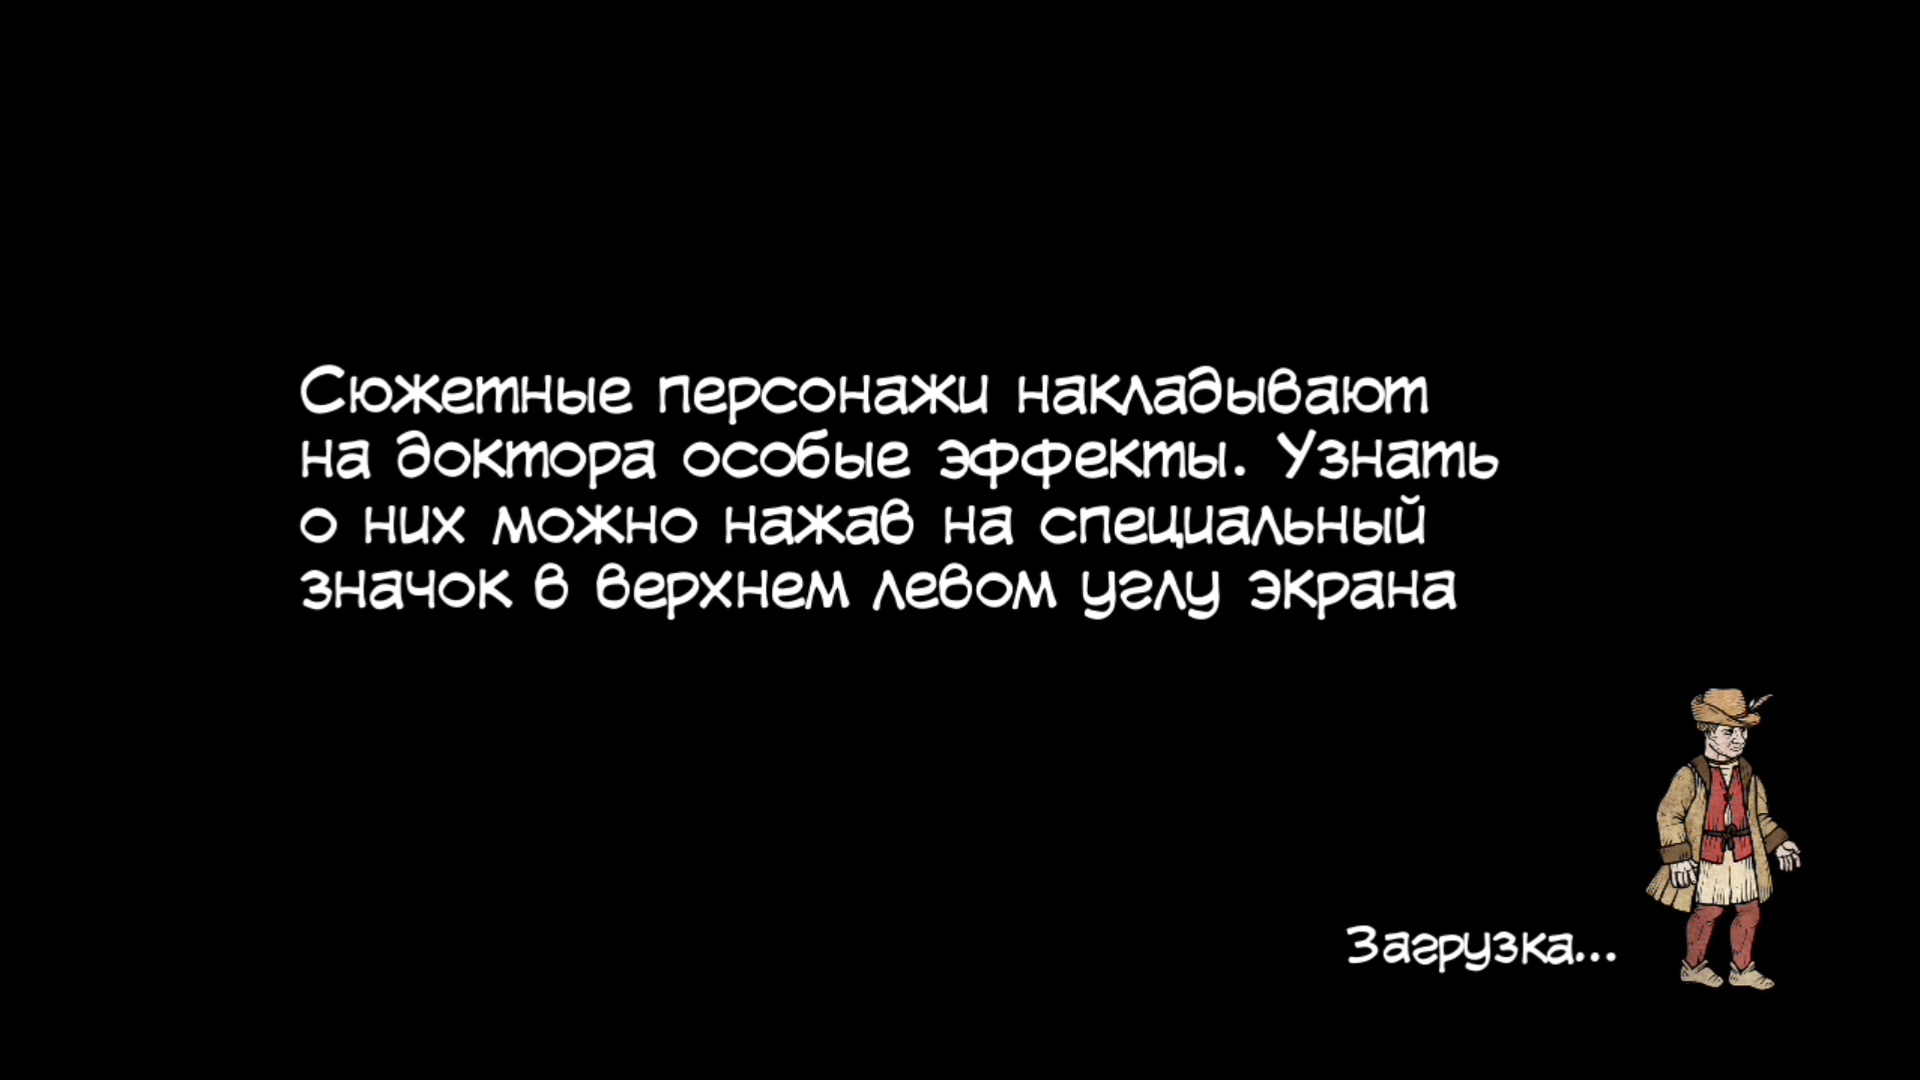 Сюжетные персонажи накладывают
на доктора особые эффекты. Узнать
о них можно нажав на специальный
значок в верхнем левом углу экрана
Загрузка...